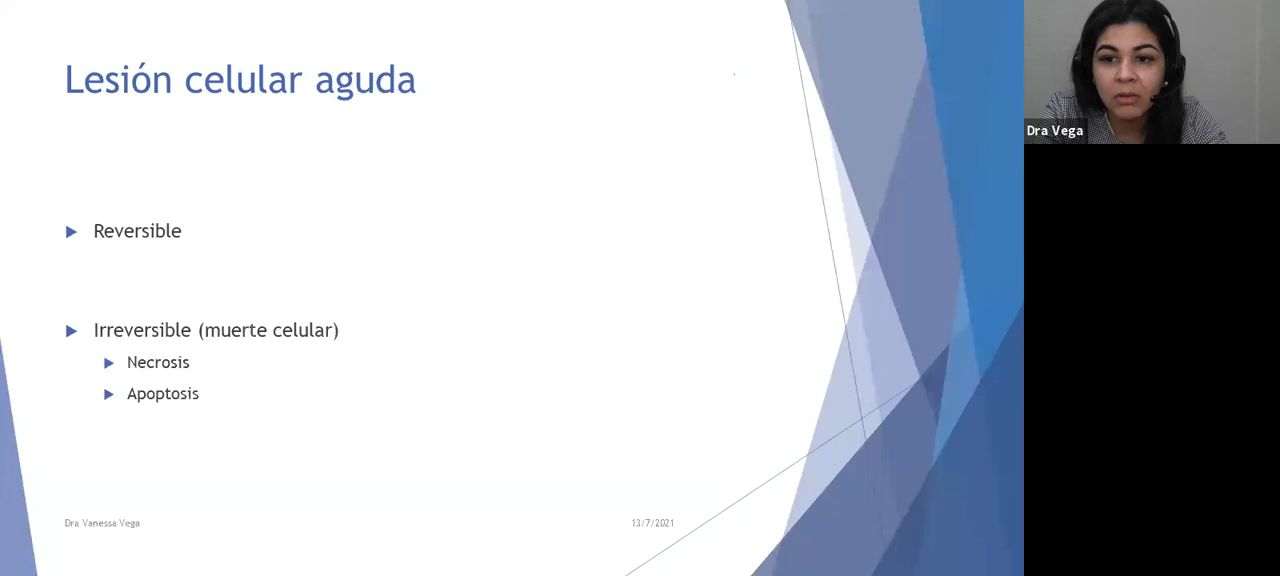 Lesión celular aguda
Reversible
Irreversible (muerte celular)
Necrosis
Apoptosis
Dra Vanessa Vega
13/7/2021
Dra Vega